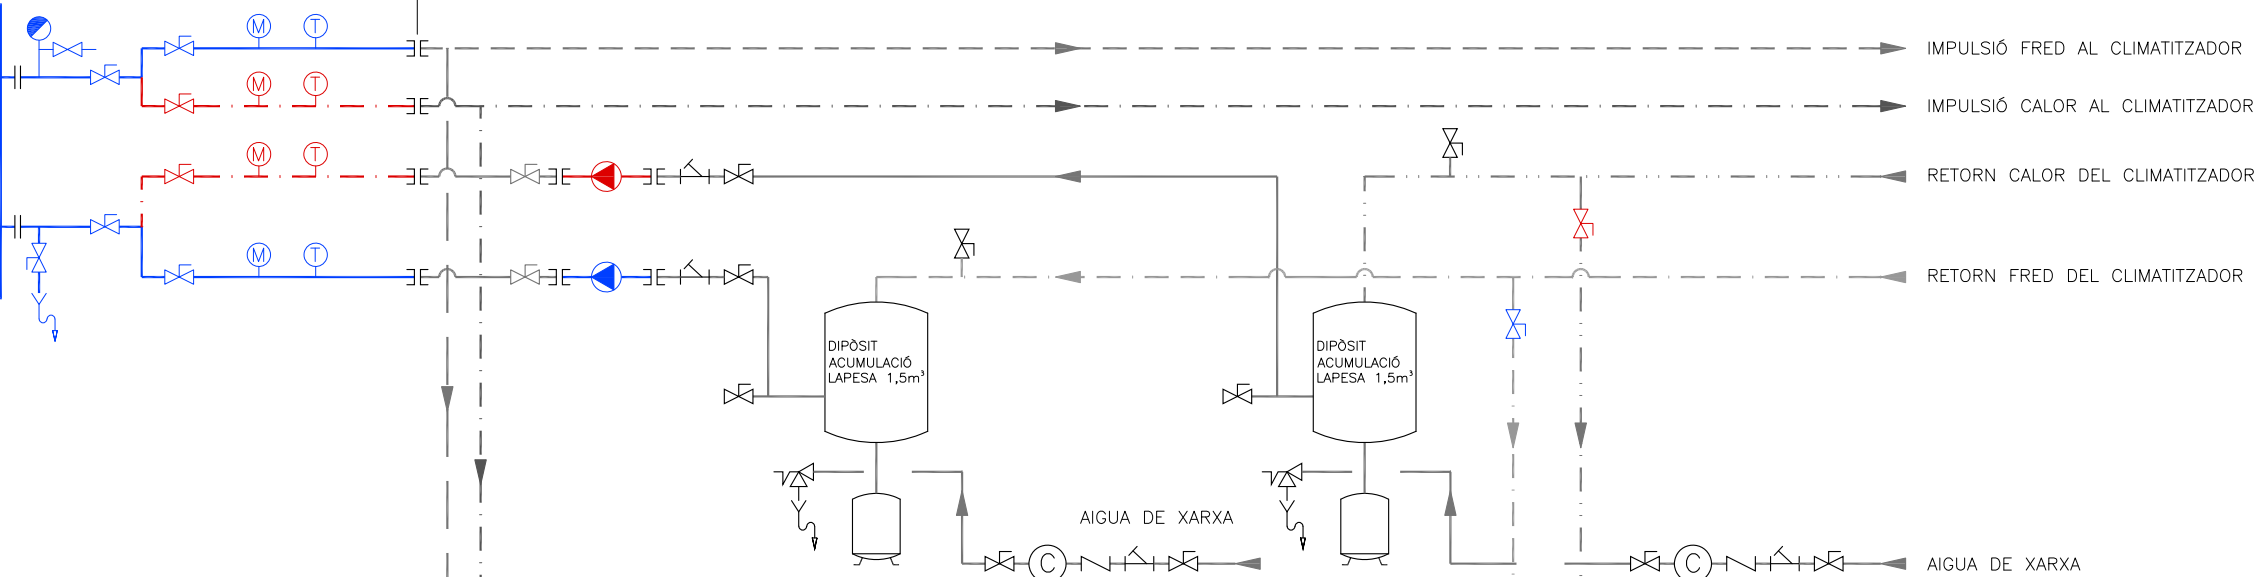 M T
IMPULSIÓ FRED AL CLIMATITZADOR
M T
IMPULSIÓ CALOR AL CLIMATITZADOR
M T
RETORN CALOR DEL CLIMATITZADOR
M T
RETORN FRED DEL CLIMATITZADOR
DIPÒSIT
ACUMULACIÓ
LAPESA 1,5m³
DIPÒSIT
ACUMULACIÓ
LAPESA 1,5m³
AIGUA DE XARXA
C
C
AIGUA DE XARXA